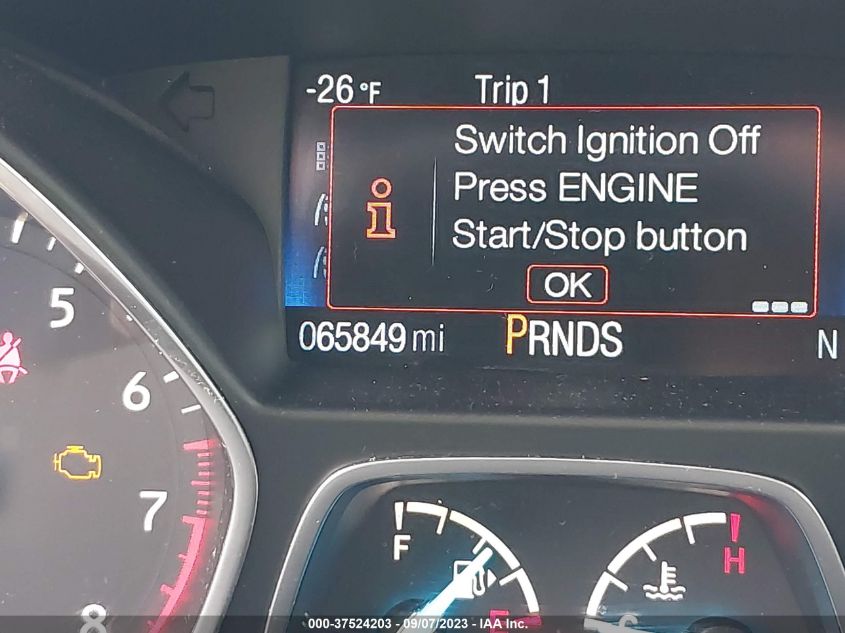 -26 °F Trip 1
Switch Ignition Off
Press ENGINE
Start/Stop button
OK
065849 mi PRNDS N
5
6
7
8
F
H
E
C
000-37524203 - 09/07/2023 - IAA Inc.